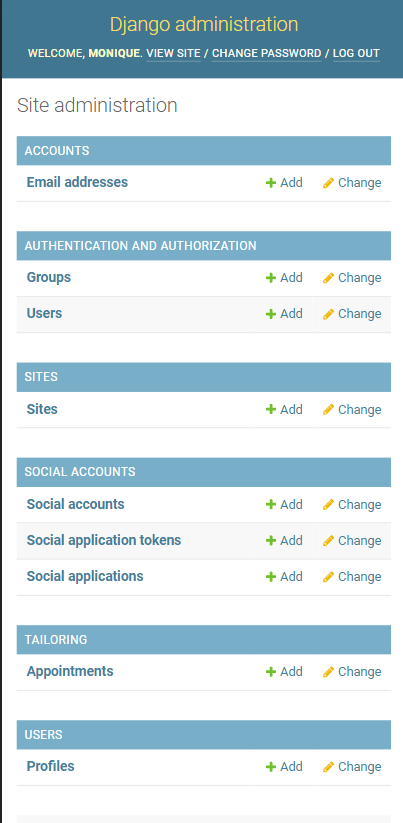 Django administration
WELCOME, MONIQUE. VIEW SITE / CHANGE PASSWORD / LOG OUT
Site administration
ACCOUNTS
Email addresses Add Change
AUTHENTICATION AND AUTHORIZATION
Groups Add Change
Users Add Change
SITES
Sites Add Change
SOCIAL ACCOUNTS
Social accounts Add Change
Social application tokens Add Change
Social applications Add Change
TAILORING
Appointments Add Change
USERS
Profiles Add Change